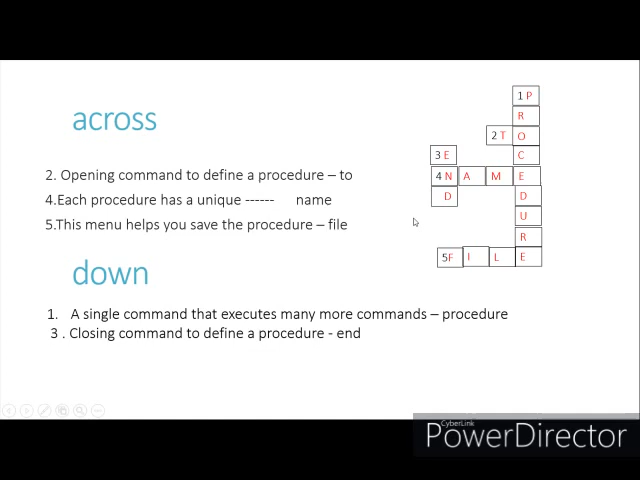 across
2. Opening command to define a procedure – to
4.Each procedure has a unique ------ name
5.This menu helps you save the procedure – file
down
1. A single command that executes many more commands – procedure
3 . Closing command to define a procedure - end
1 P
R
2 T O
3 E C
4 N A M E
D D
U
R
5F I L E
CyberLink
PowerDirector